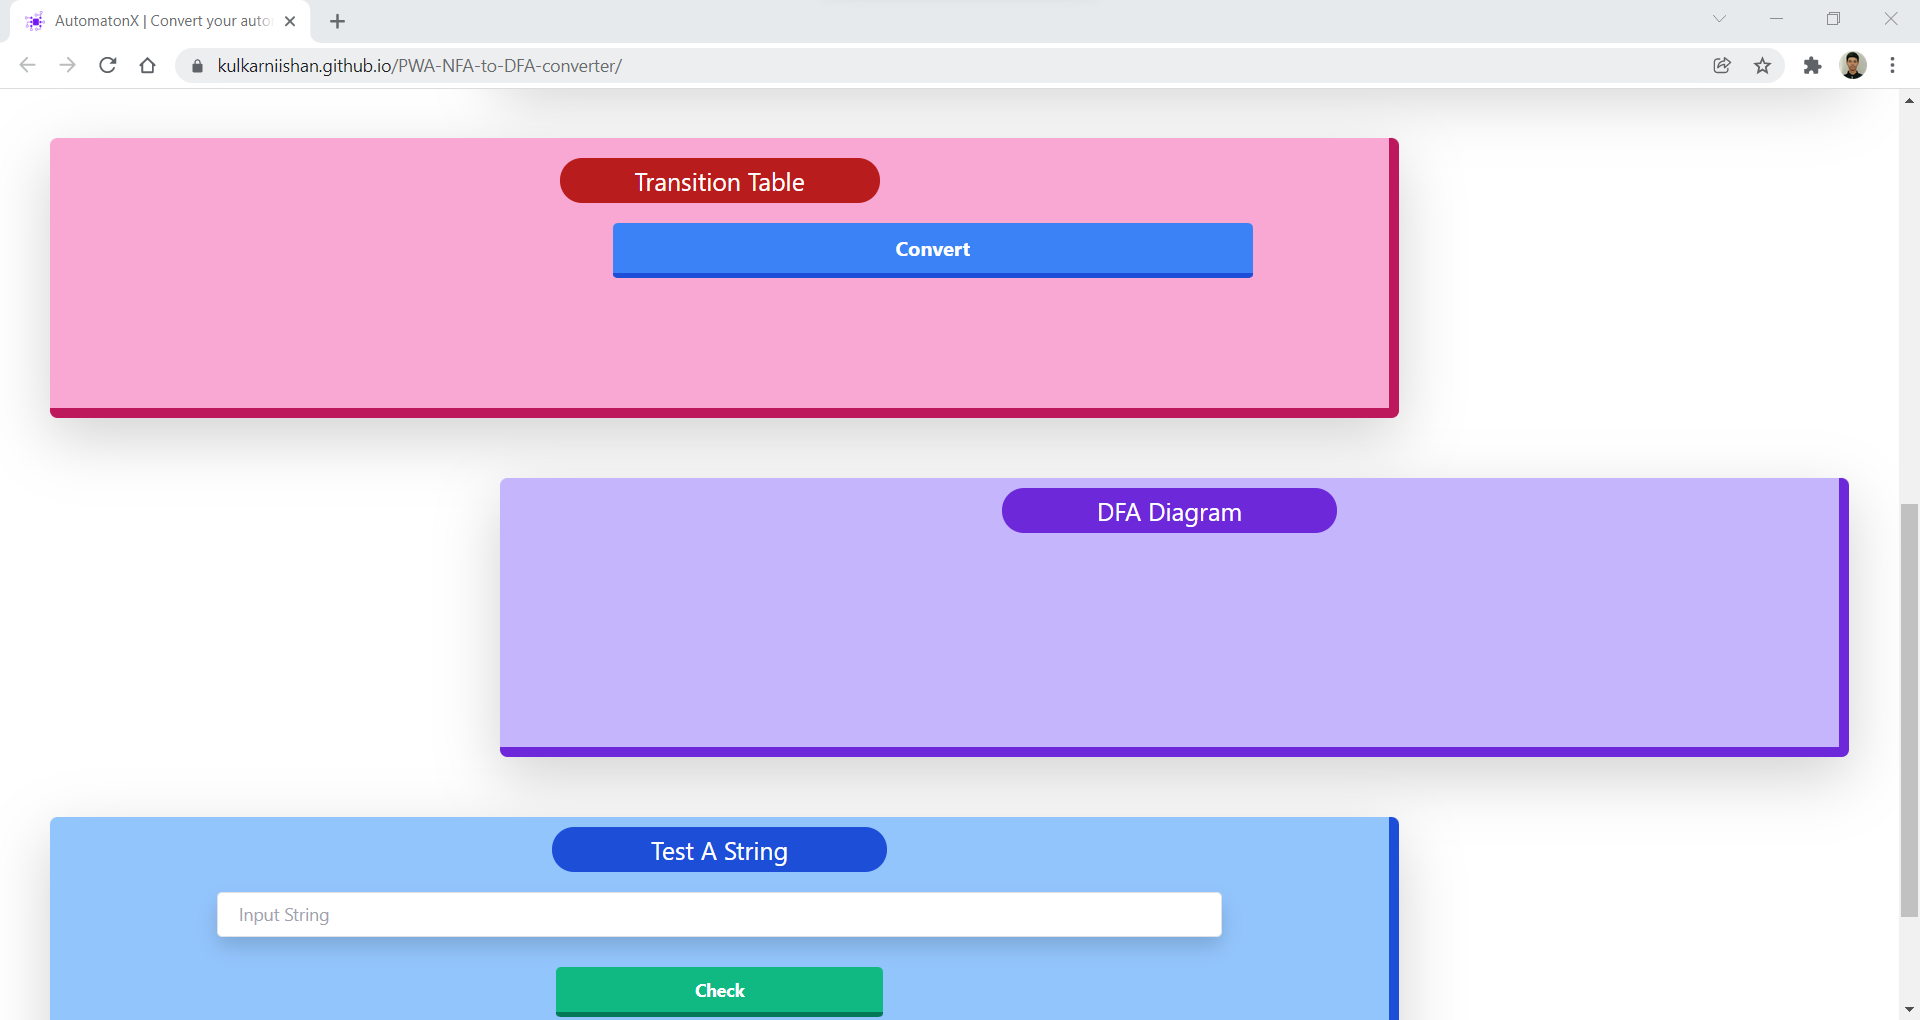 AutomatonX | Convert your auto
kulkarniishan.github.io/PWA-NFA-to-DFA-converter/
Transition Table
Convert
DFA Diagram
Test A String
Input String
Check